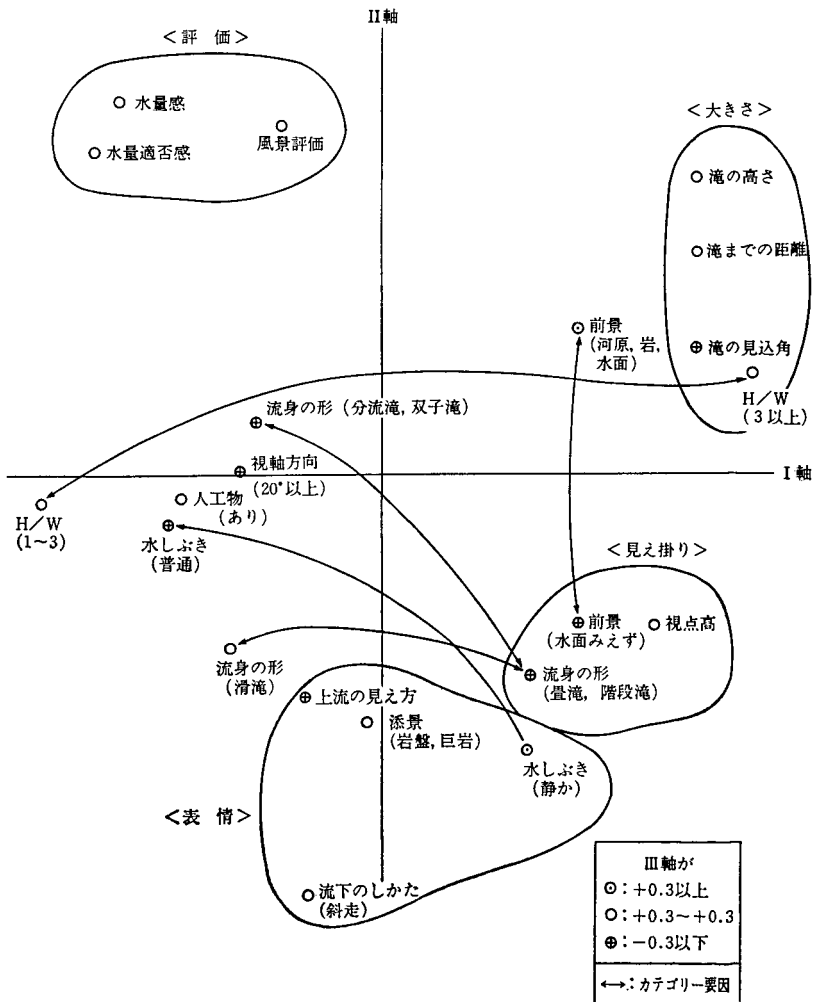 II軸
＜評　価＞
水量感
水量適否感
風景評価
＜大きさ＞
滝の高さ
滝までの距離
滝の見込角
H／W
(3以上)
前景
(河原, 岩,
水面)
流身の形 (分流滝, 双子滝)
視軸方向
(20°以上)
I軸
人工物
(あり)
H／W
(1～3)
水しぶき
(普通)
＜見え掛り＞
前景
(水面みえず)
視点高
流身の形
(滑滝)
流身の形
(畳滝, 階段滝)
上流の見え方
添景
(岩盤, 巨岩)
水しぶき
(静か)
＜表　情＞
流下のしかた
(斜走)
III軸が
⊙：＋0.3以上
○：＋0.3～＋0.3
⊕：－0.3以下
↔：カテゴリー要因